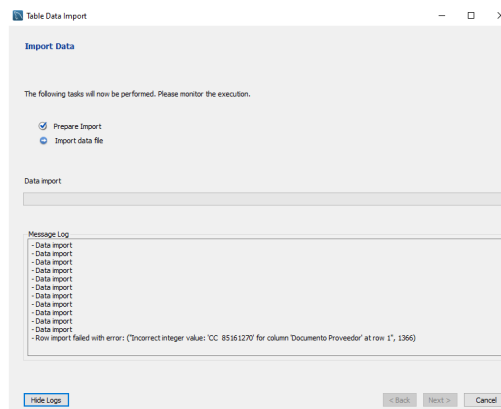 Table Data Import
Import Data
The following tasks will now be performed. Please monitor the execution.
Prepare Import
Import data file
Data import
Message Log
- Data import
- Data import
- Data import
- Data import
- Data import
- Data import
- Data import
- Data import
- Data import
- Data import
- Data import
- Row import failed with error: ("Incorrect integer value: 'CC 85161270' for column 'Documento Proveedor' at row 1", 1366)
Hide Logs
< Back
Next >
Cancel